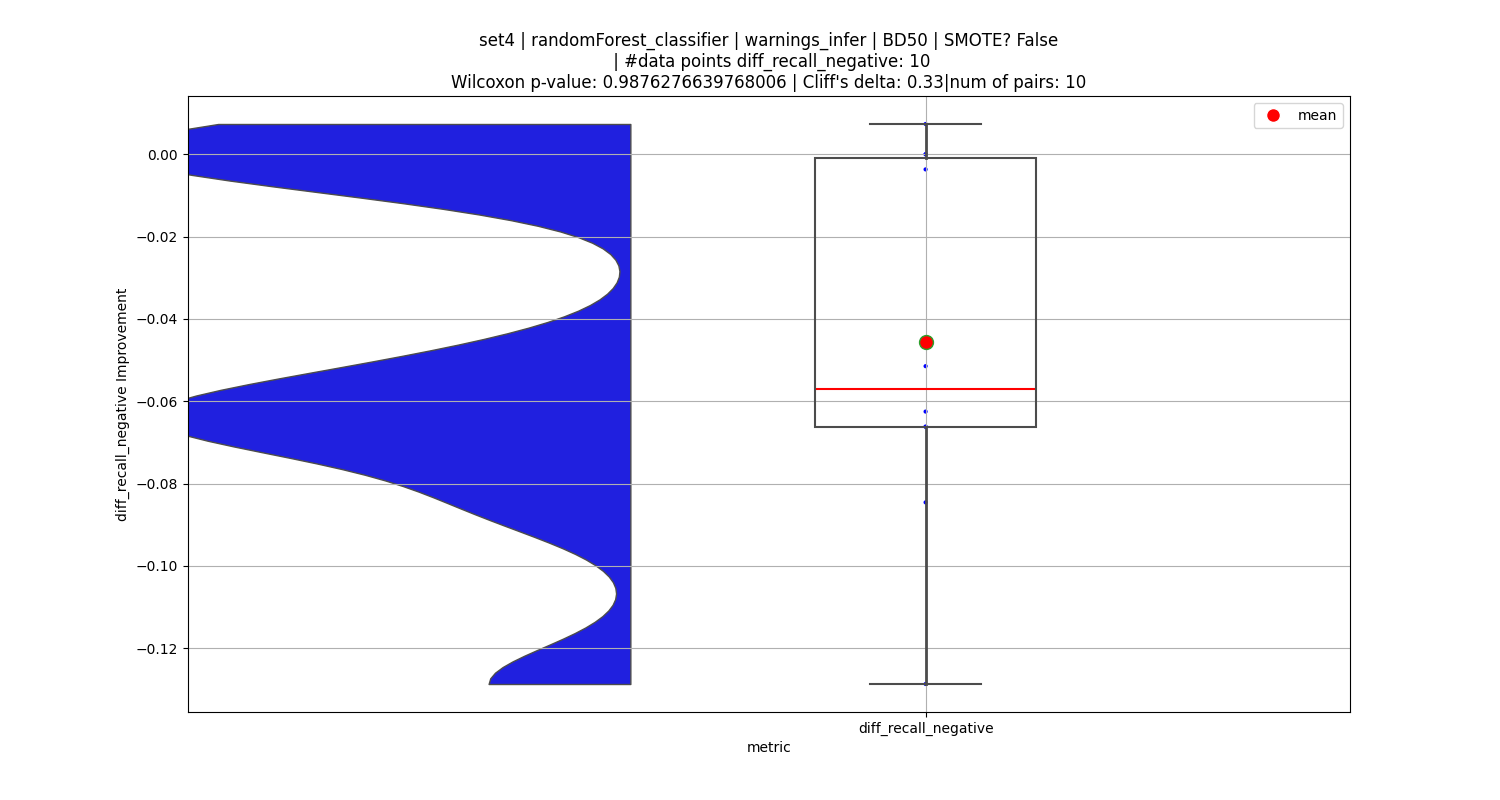 set4 | randomForest_classifier | warnings_infer | BD50 | SMOTE? False
| #data points diff_recall_negative: 10
Wilcoxon p-value: 0.9876276639768006 | Cliff's delta: 0.33|num of pairs: 10
mean
0.00
−0.02
−0.04
−0.06
−0.08
−0.10
−0.12
diff_recall_negative Improvement
diff_recall_negative
metric